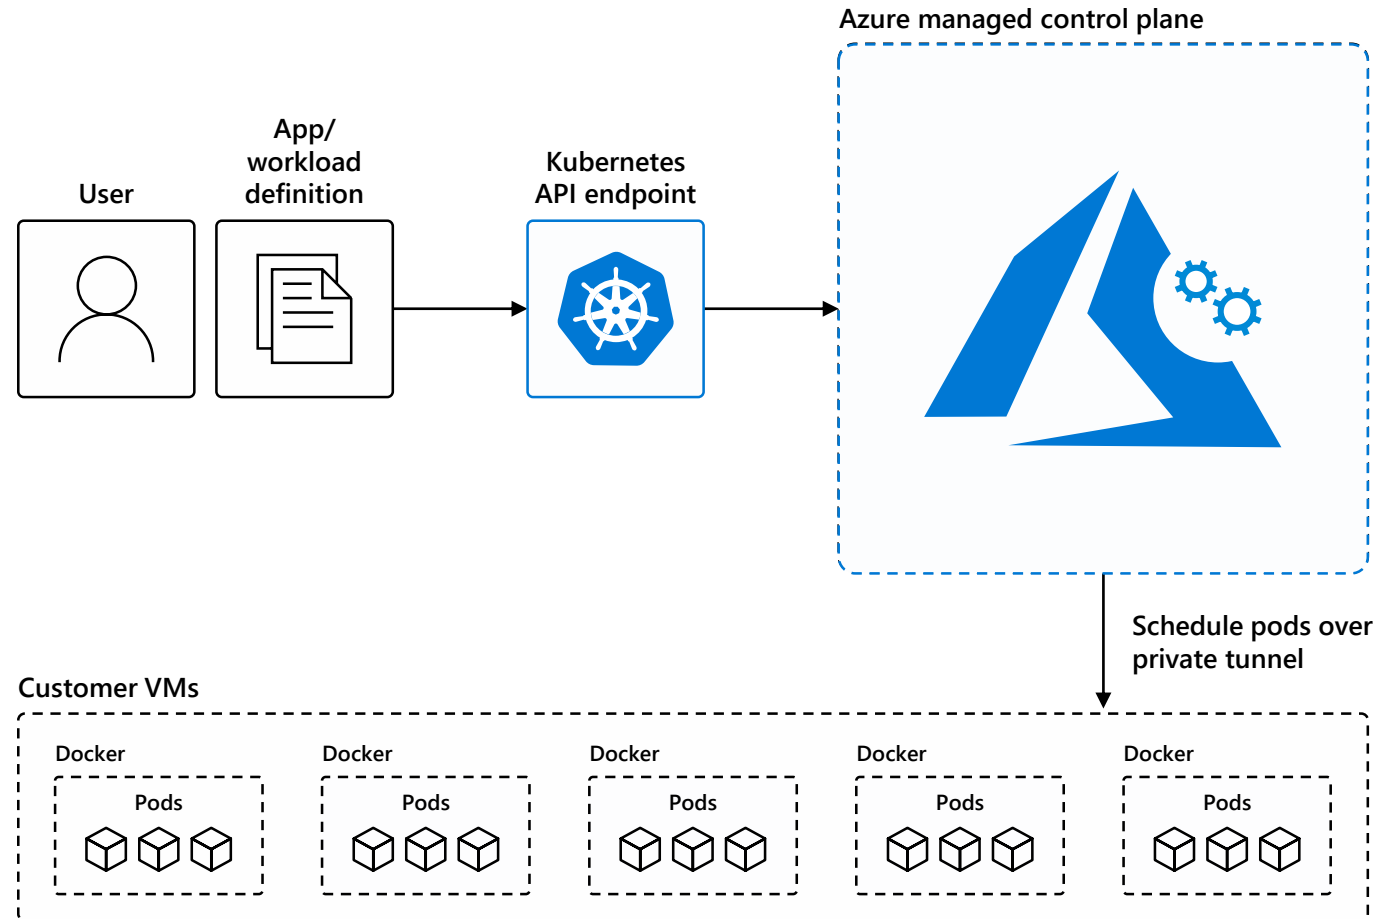 Azure managed control plane
App/
workload
definition
Kubernetes
API endpoint
User
Schedule pods over
private tunnel
Customer VMs
Docker
Docker
Docker
Docker
Docker
Pods
Pods
Pods
Pods
Pods